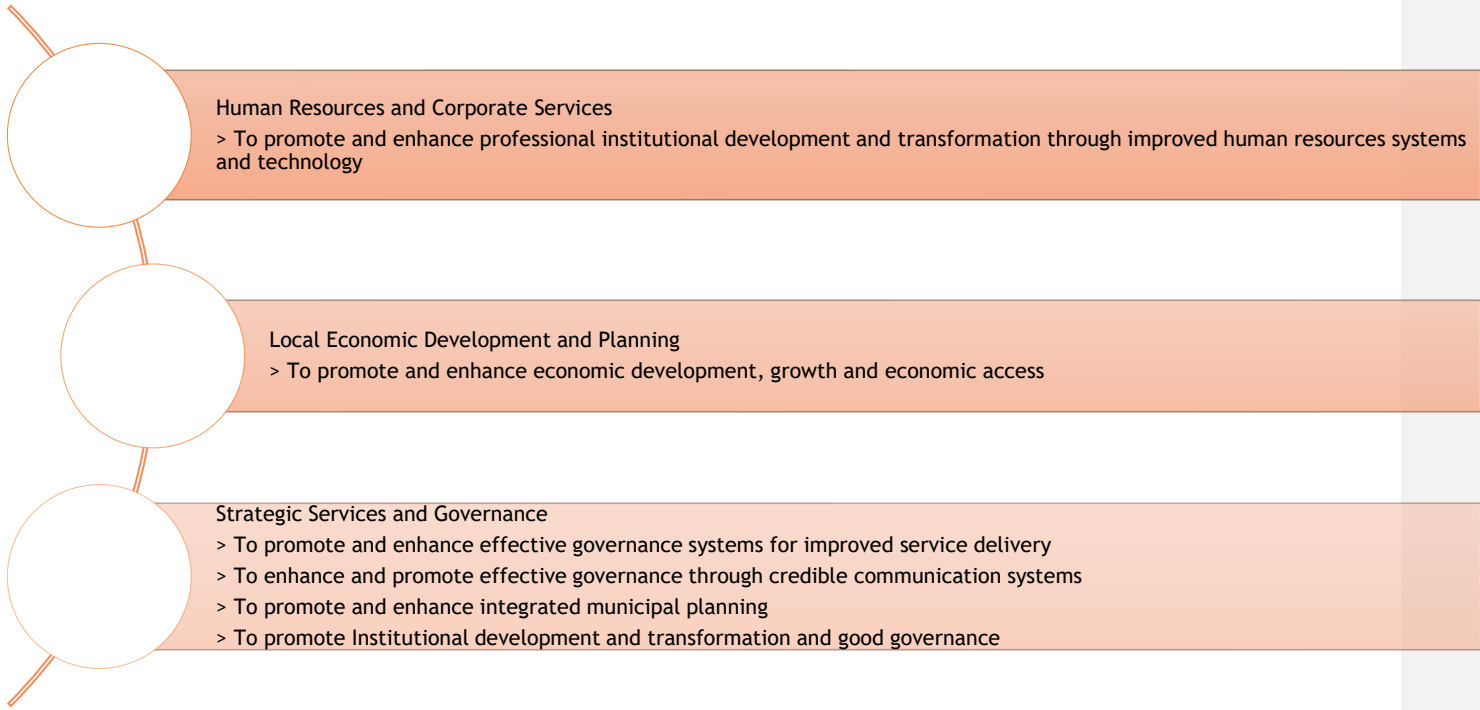 Human Resources and Corporate Services
> To promote and enhance professional institutional development and transformation through improved human resources systems
and technology
Local Economic Development and Planning
> To promote and enhance economic development, growth and economic access
Strategic Services and Governance
> To promote and enhance effective governance systems for improved service delivery
> To enhance and promote effective governance through credible communication systems
> To promote and enhance integrated municipal planning
> To promote Institutional development and transformation and good governance